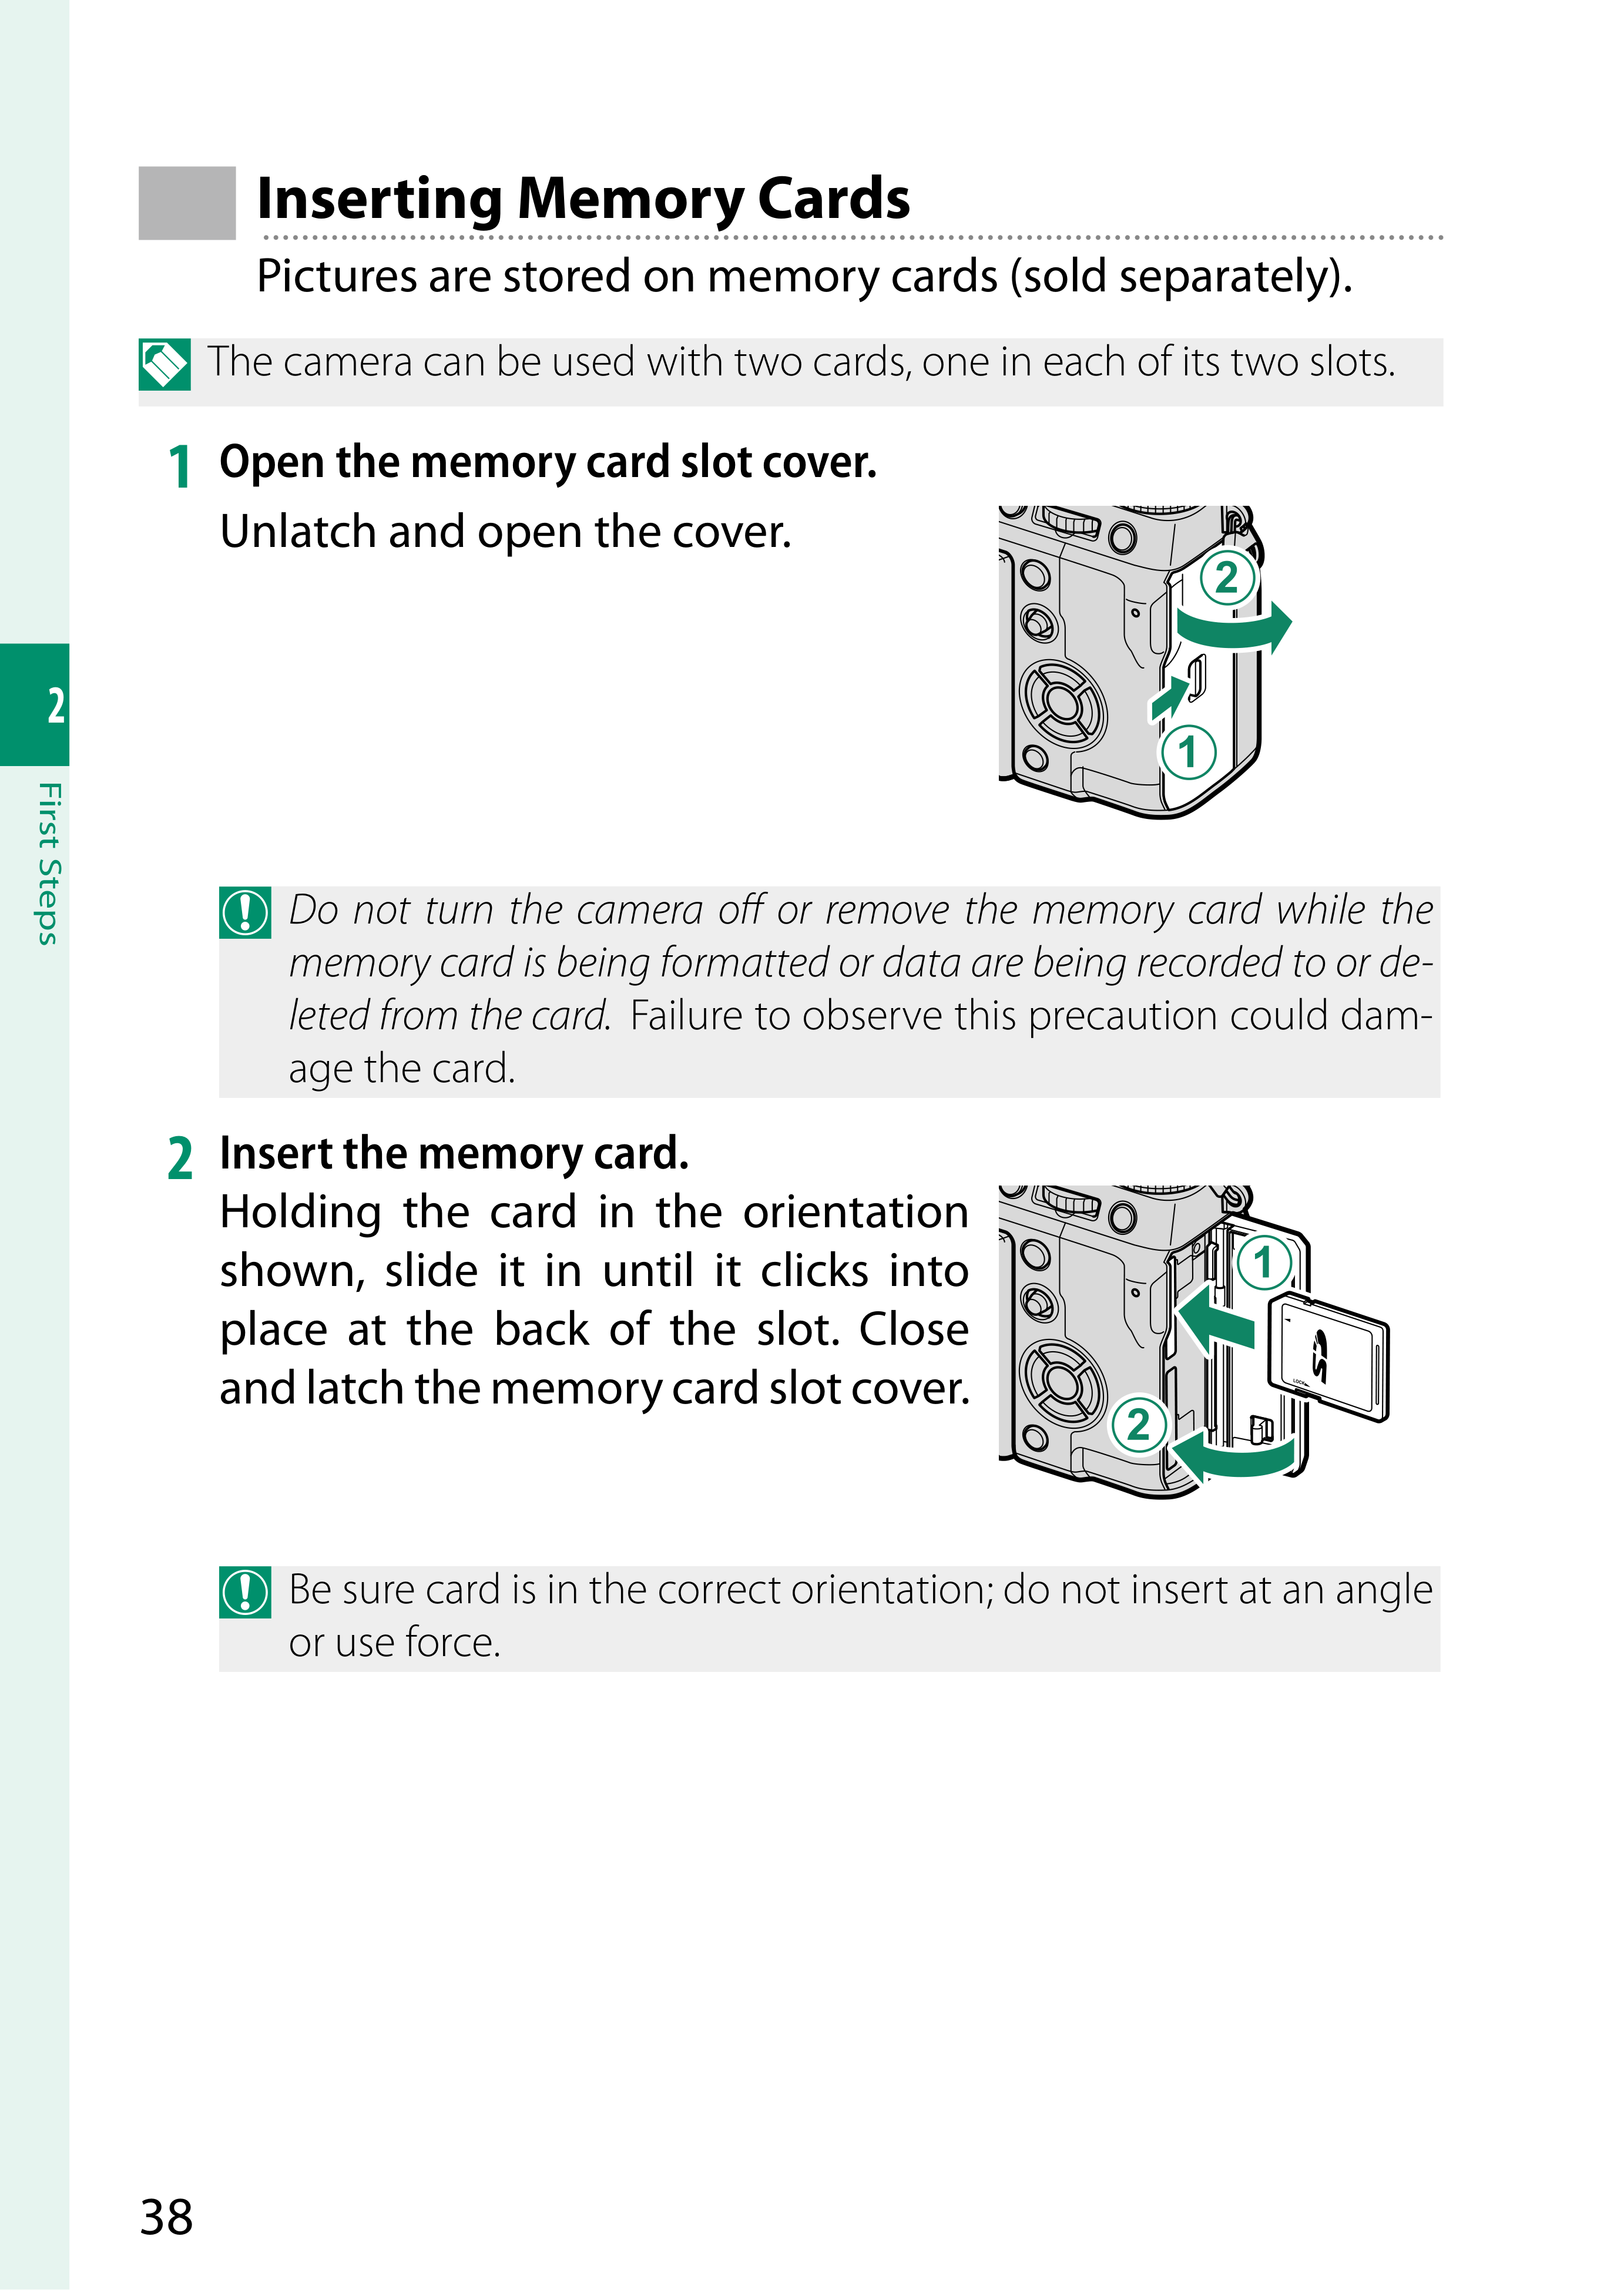 Inserting Memory Cards
Pictures are stored on memory cards (sold separately).
The camera can be used with two cards, one in each of its two slots.
1 Open the memory card slot cover.
Unlatch and open the cover.
2
1
2
First Steps
Do not turn the camera off or remove the memory card while the
memory card is being formatted or data are being recorded to or de-
leted from the card. Failure to observe this precaution could dam-
age the card.
2 Insert the memory card.
Holding the card in the orientation
shown, slide it in until it clicks into
place at the back of the slot. Close
and latch the memory card slot cover.
1
SD
LOCK
2
Be sure card is in the correct orientation; do not insert at an angle
or use force.
38